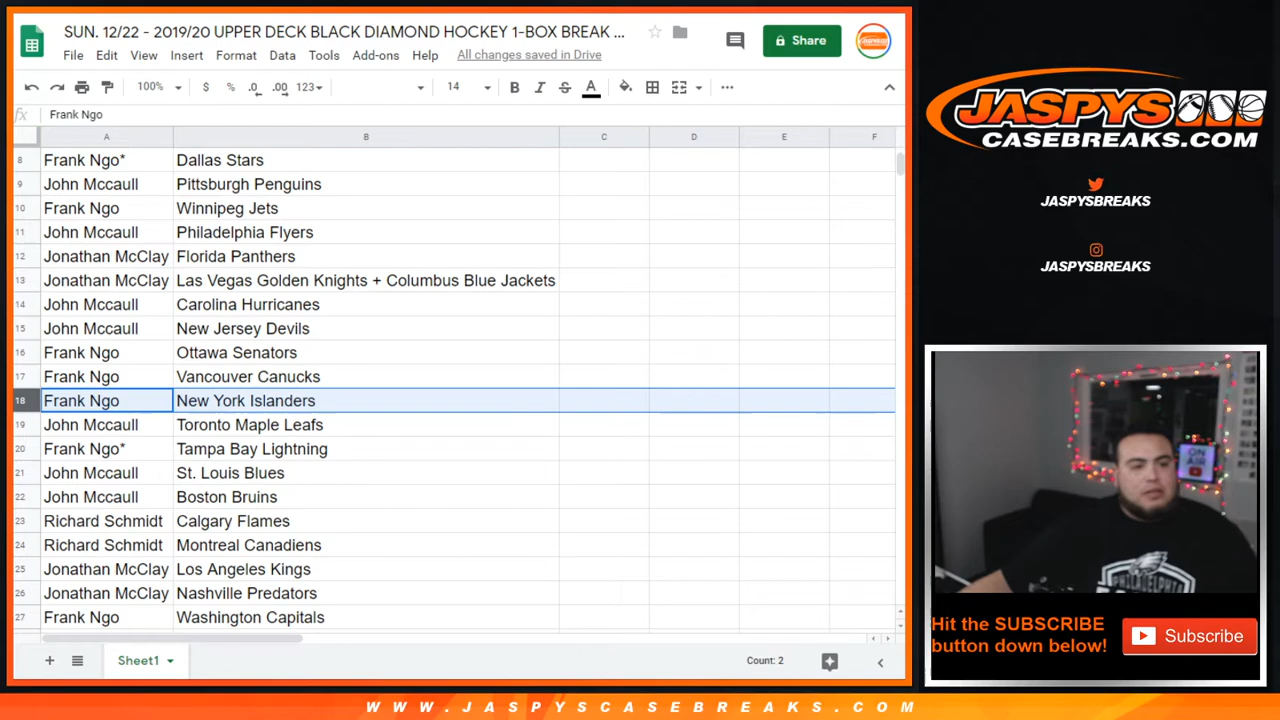 SUN. 12/22 - 2019/20 UPPER DECK BLACK DIAMOND HOCKEY 1-BOX BREAK ...
File Edit View Insert Format Data Tools Add-ons Help All changes saved in Drive
Share
100% $ % .0 .00 123 14 B I S A
fx Frank Ngo
A B C D E F
8 Frank Ngo* Dallas Stars
9 John Mccaull Pittsburgh Penguins
10 Frank Ngo Winnipeg Jets
11 John Mccaull Philadelphia Flyers
12 Jonathan McClay Florida Panthers
13 Jonathan McClay Las Vegas Golden Knights + Columbus Blue Jackets
14 John Mccaull Carolina Hurricanes
15 John Mccaull New Jersey Devils
16 Frank Ngo Ottawa Senators
17 Frank Ngo Vancouver Canucks
18 Frank Ngo New York Islanders
19 John Mccaull Toronto Maple Leafs
20 Frank Ngo* Tampa Bay Lightning
21 John Mccaull St. Louis Blues
22 John Mccaull Boston Bruins
23 Richard Schmidt Calgary Flames
24 Richard Schmidt Montreal Canadiens
25 Jonathan McClay Los Angeles Kings
26 Jonathan McClay Nashville Predators
27 Frank Ngo Washington Capitals
Sheet1
Count: 2
JASPYS
CASEBREAKS.COM
JASPYSBREAKS
JASPYSBREAKS
ON
AIR
PHILADELPHIA
Hit the SUBSCRIBE
button down below!
Subscribe
WWW.JASPYSCASEBREAKS.COM